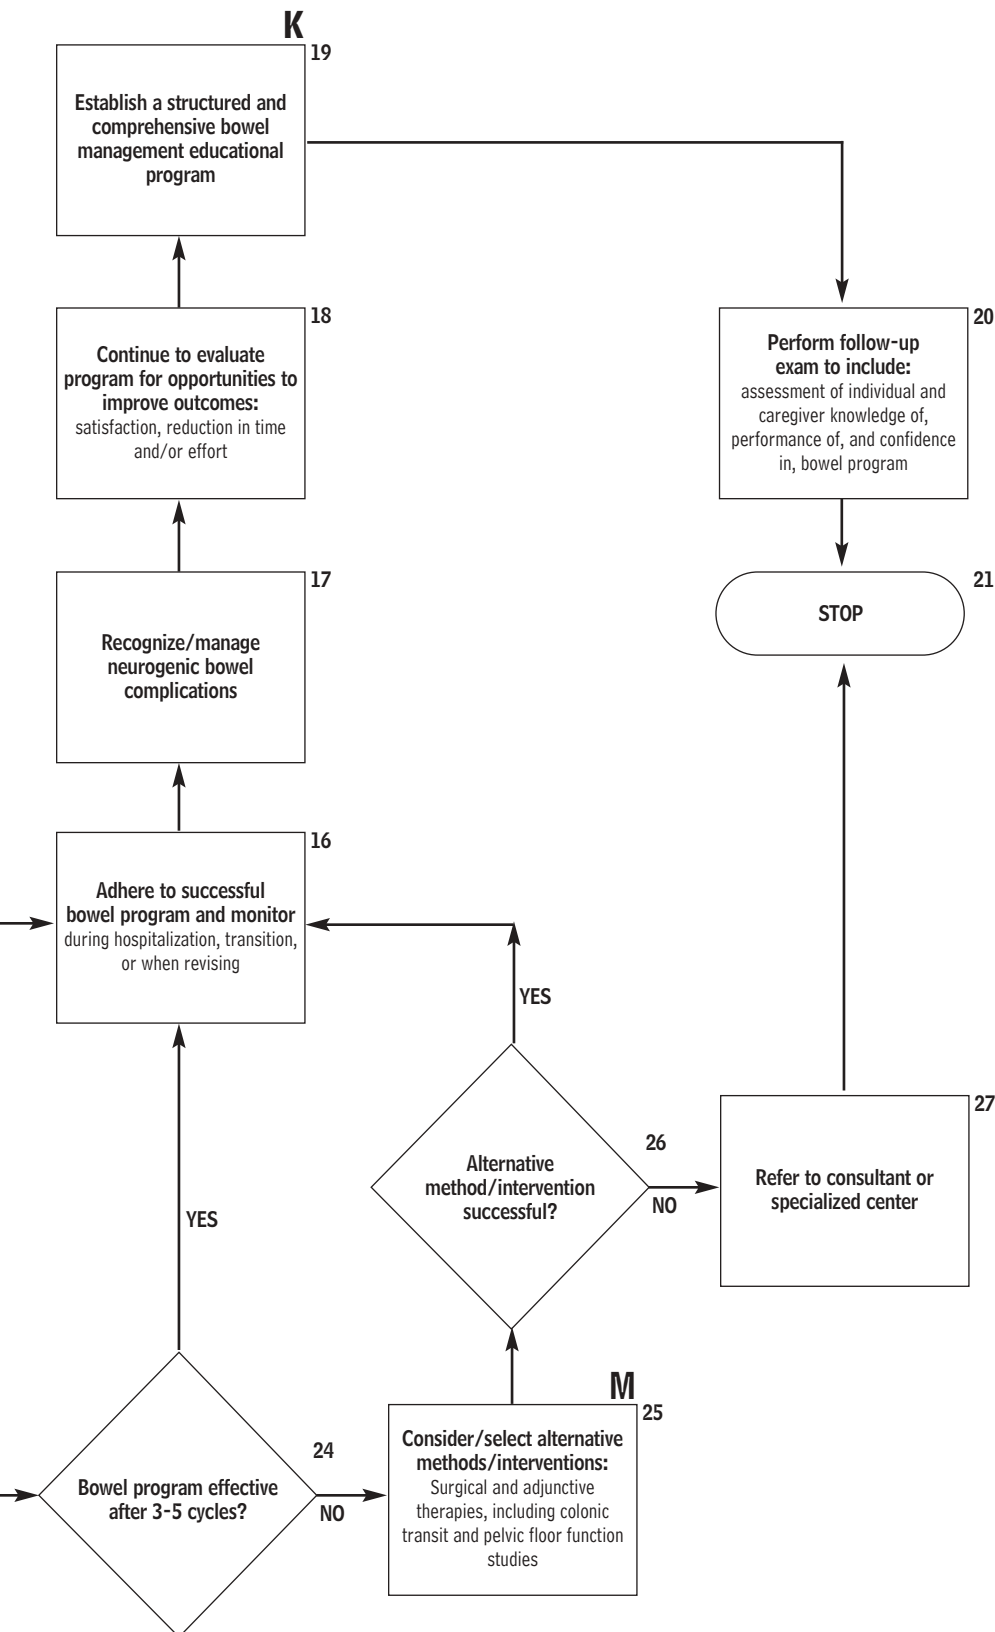 K
19
Establish a structured and
comprehensive bowel
management educational
program
18
Continue to evaluate
program for opportunities to
improve outcomes:
satisfaction, reduction in time
and/or effort
20
Perform follow-up
exam to include:
assessment of individual and
caregiver knowledge of,
performance of, and confidence
in, bowel program
17
Recognize/manage
neurogenic bowel
complications
21
STOP
16
Adhere to successful
bowel program and monitor
during hospitalization, transition,
or when revising
YES
26
Alternative
method/intervention
successful?
NO
27
Refer to consultant or
specialized center
YES
24
Bowel program effective
after 3-5 cycles?
NO
M
25
Consider/select alternative
methods/interventions:
Surgical and adjunctive
therapies, including colonic
transit and pelvic floor function
studies